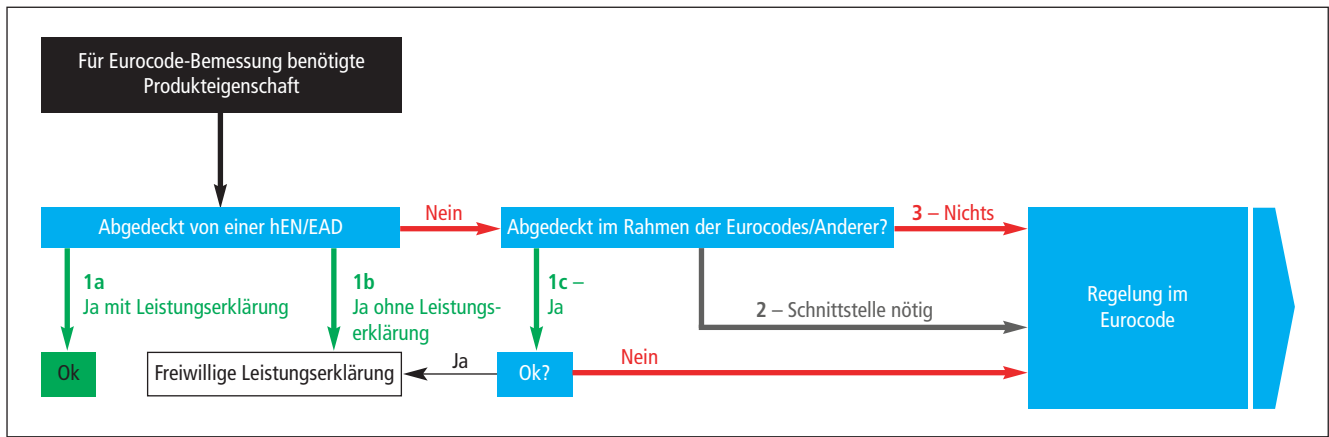 Für Eurocode-Bemessung benötigte
Produkteigenschaft
Abgedeckt von einer hEN/EAD
Nein
Abgedeckt im Rahmen der Eurocodes/Anderer?
3 – Nichts
1a
Ja mit Leistungserklärung
1b
Ja ohne Leistungs-
erklärung
1c –
Ja
2 – Schnittstelle nötig
Regelung im
Eurocode
Ok
Freiwillige Leistungserklärung
Ja
Ok?
Nein